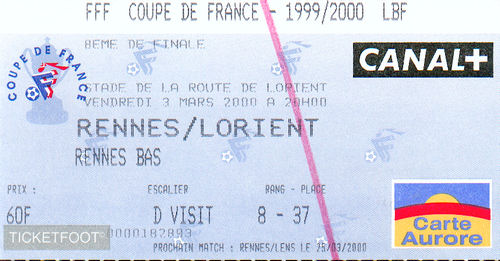 FFF COUPE DE FRANCE - 1999/2000 LBF
COUPE DE FRANCE
8EME DE FINALE
CANAL+
STADE DE LA ROUTE DE LORIENT
VENDREDI 3 MARS 2000 A 20H00
RENNES/LORIENT
RENNES BAS
PRIX : ESCALIER RANG - PLACE
60F D VISIT 8 - 37
TICKETFOOT
Carte
Aurore
PROCHAIN MATCH : RENNES/LENS LE 25/03/2000